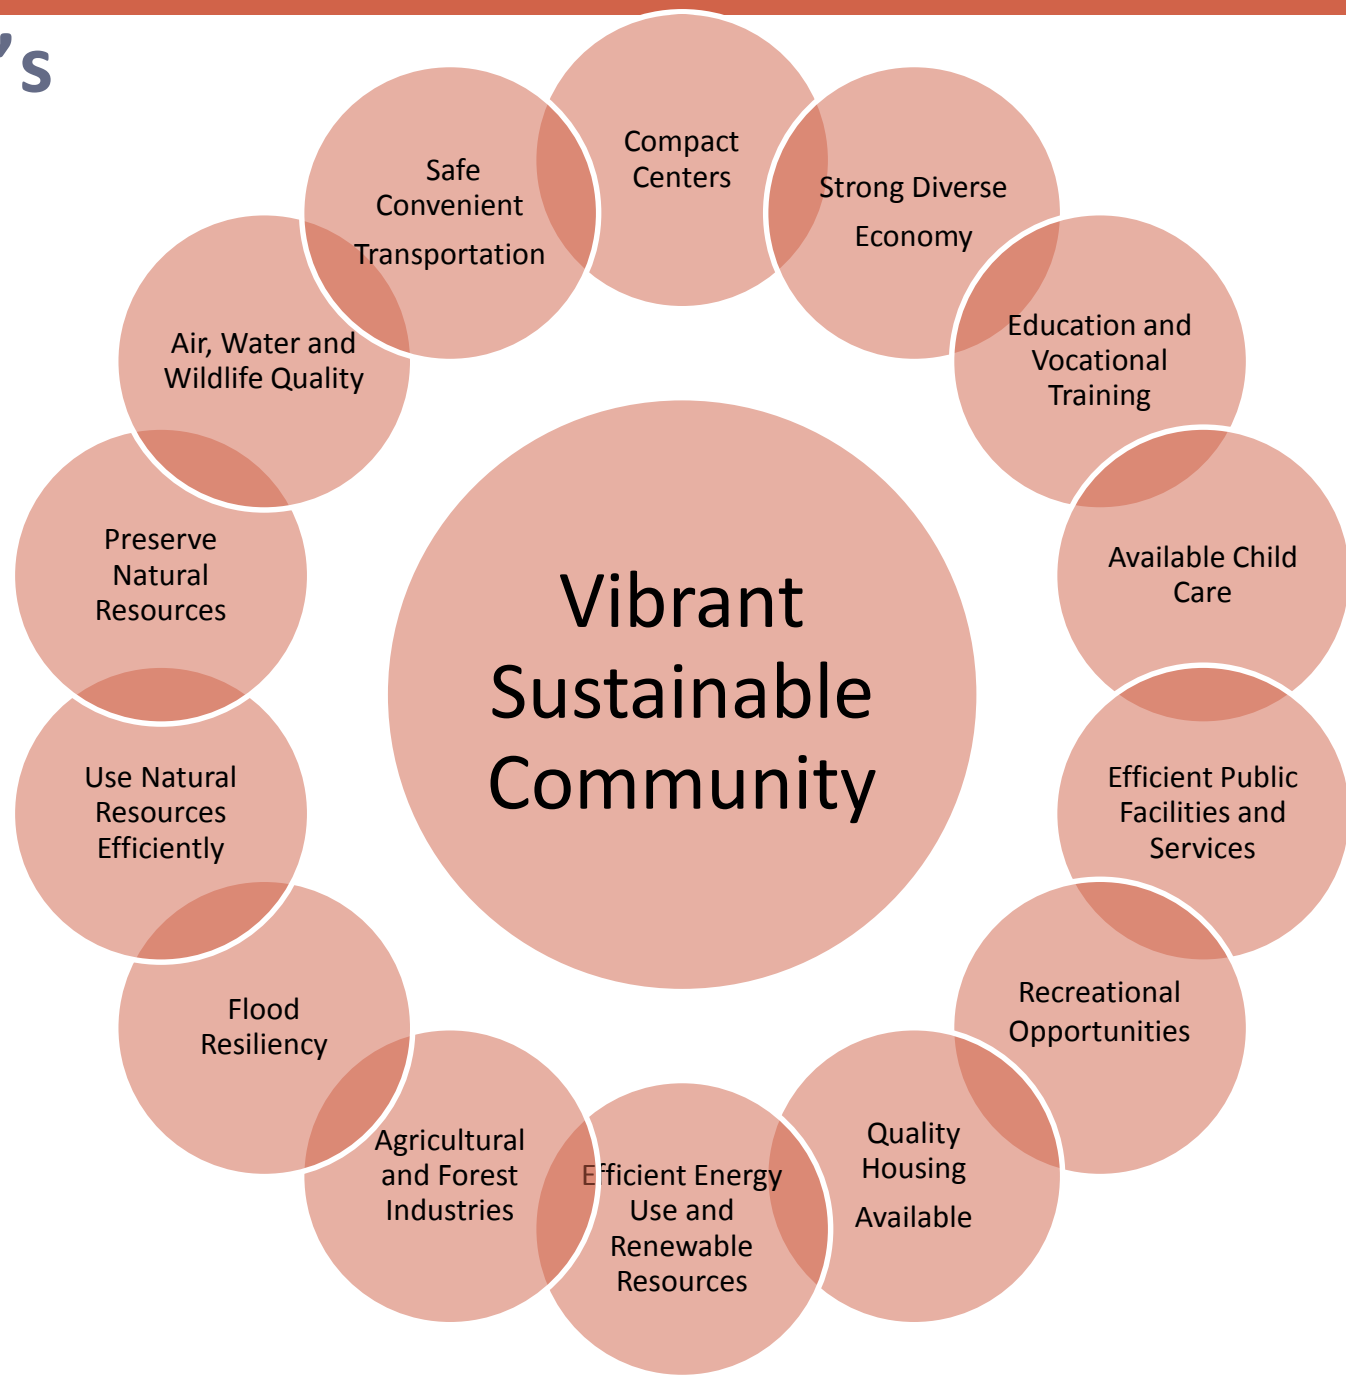 's
Compact
Centers
Strong Diverse
Economy
Education and
Vocational
Training
Available Child
Care
Efficient Public
Facilities and
Services
Recreational
Opportunities
Quality
Housing
Available
Efficient Energy
Use and
Renewable
Resources
Agricultural
and Forest
Industries
Flood
Resiliency
Use Natural
Resources
Efficiently
Preserve
Natural
Resources
Air, Water and
Wildlife Quality
Safe
Convenient
Transportation
Vibrant
Sustainable
Community